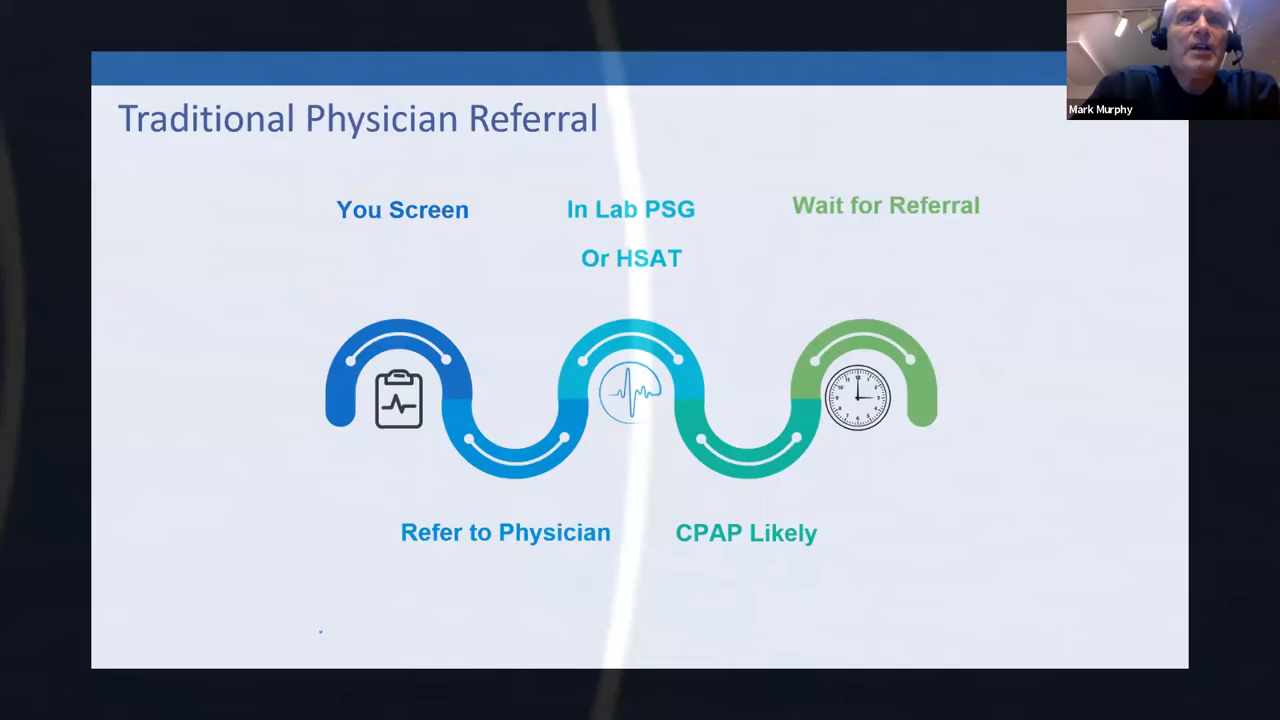 Mark Murphy
Traditional Physician Referral
You Screen
In Lab PSG
Or HSAT
Wait for Referral
Refer to Physician
CPAP Likely